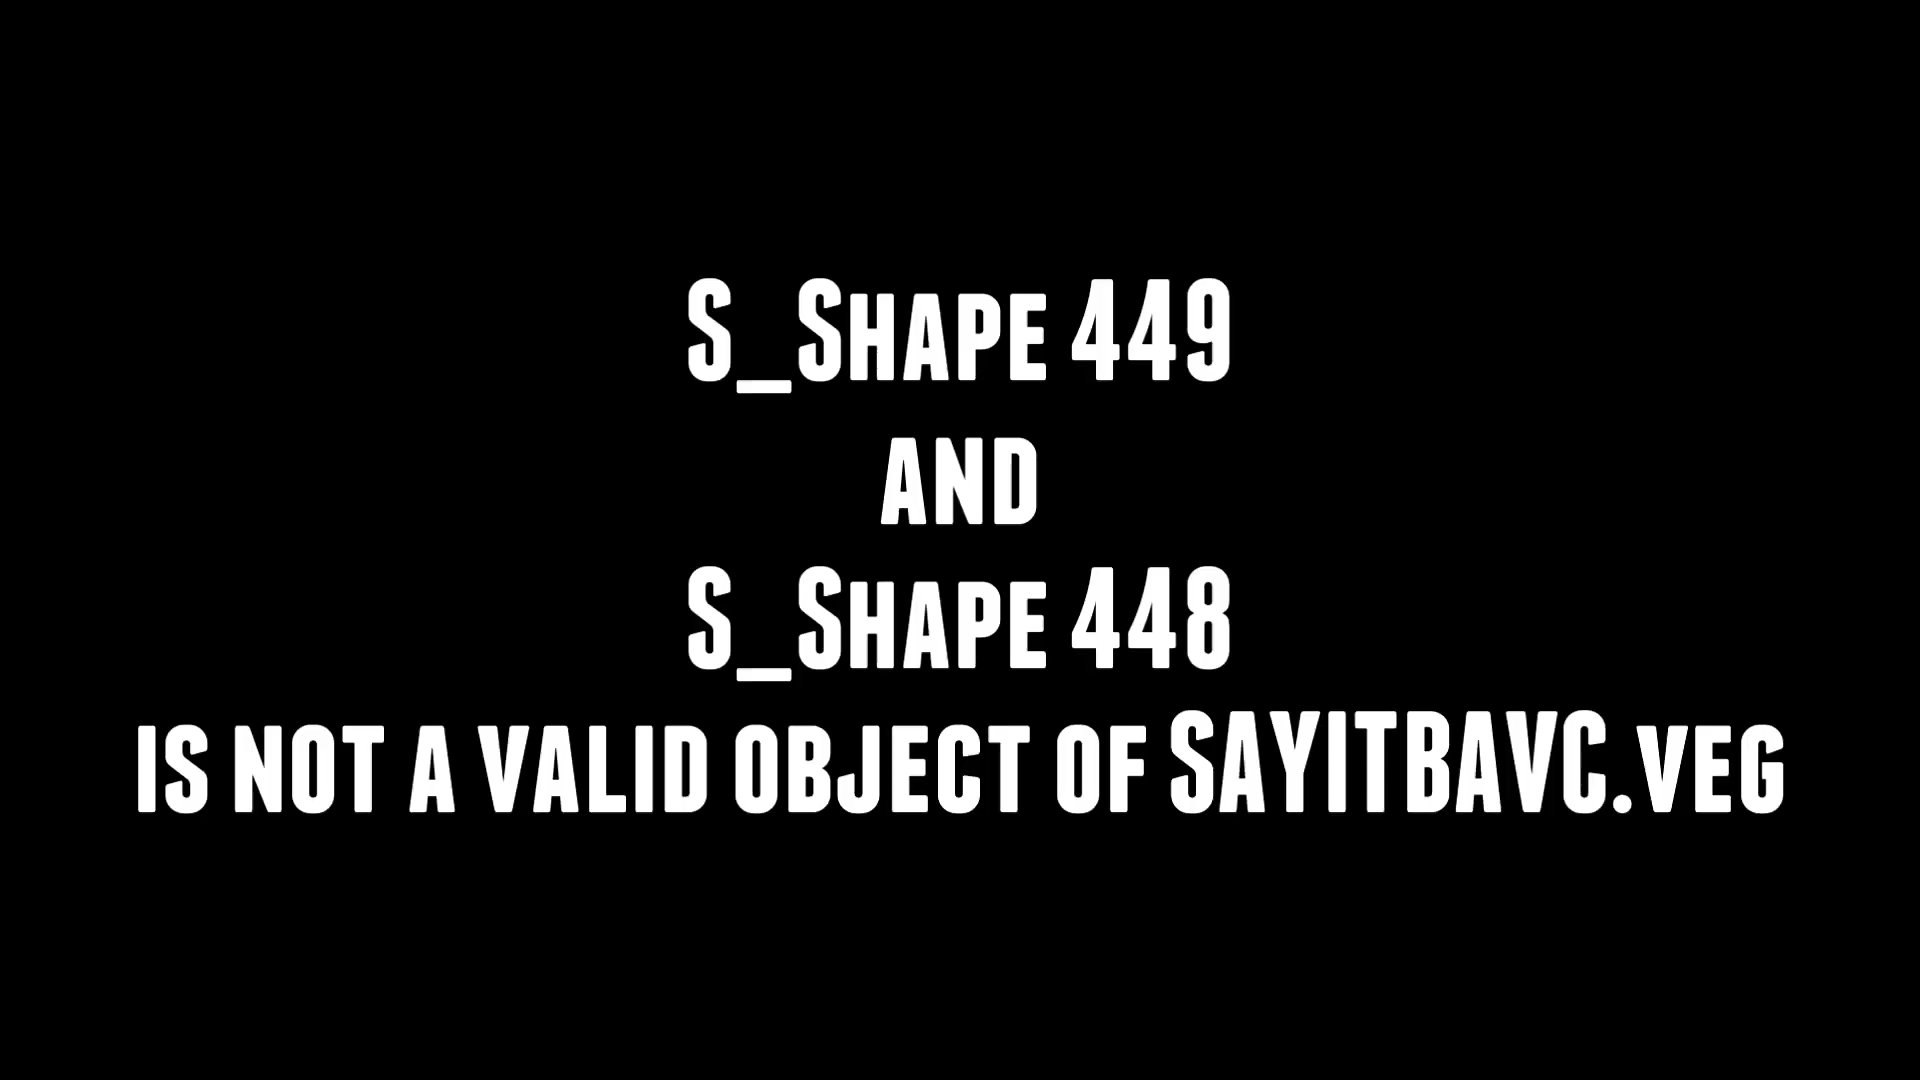 S_Shape 449
and
S_Shape 448
is not a valid object of SAYITBAVC.veg